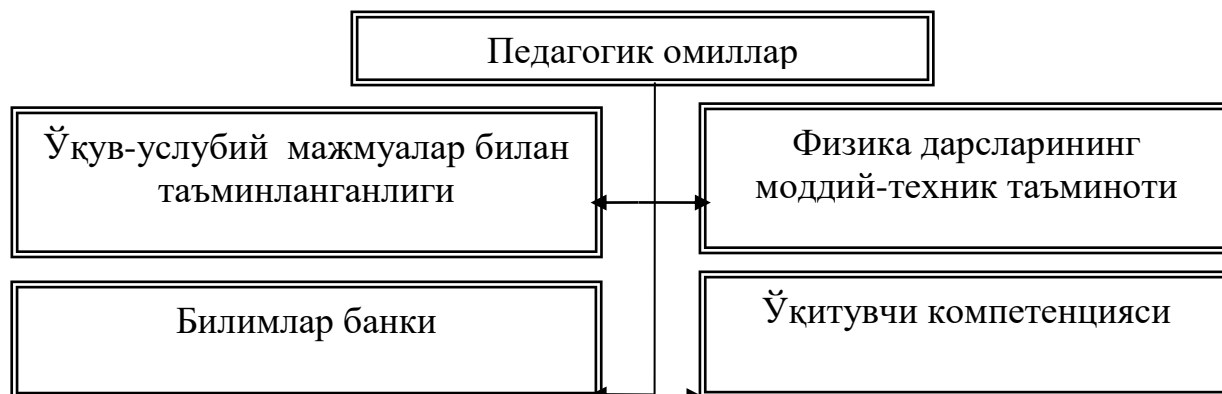 Педагогик омиллар
Ўқув-услубий мажмуалар билан
таъминланганлиги
Физика дарсларининг
моддий-техник таъминоти
Билимлар банки
Ўқитувчи компетенцияси